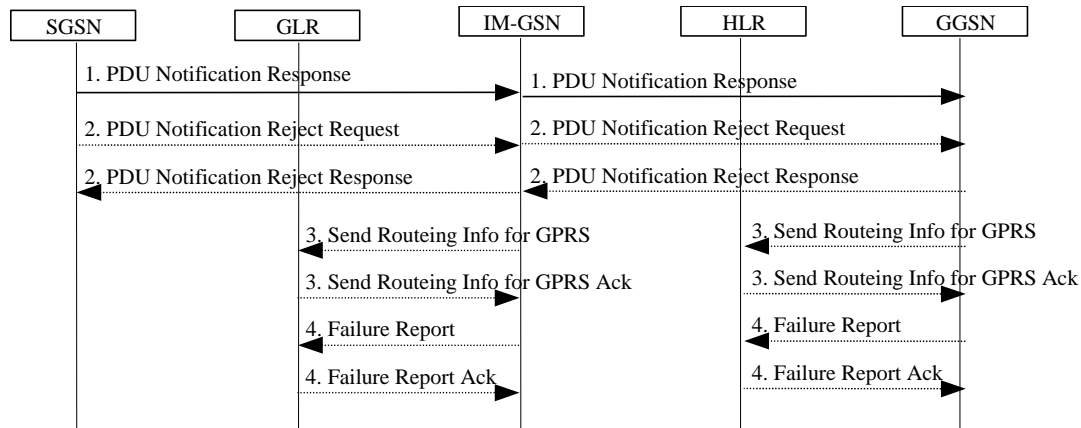 SGSN
GLR
IM-GSN
HLR
GGSN
1. PDU Notification Response
1. PDU Notification Response
2. PDU Notification Reject Request
2. PDU Notification Reject Request
2. PDU Notification Reject Response
2. PDU Notification Reject Response
3. Send Routeing Info for GPRS
3. Send Routeing Info for GPRS
3. Send Routeing Info for GPRS Ack
3. Send Routeing Info for GPRS Ack
4. Failure Report
4. Failure Report
4. Failure Report Ack
4. Failure Report Ack